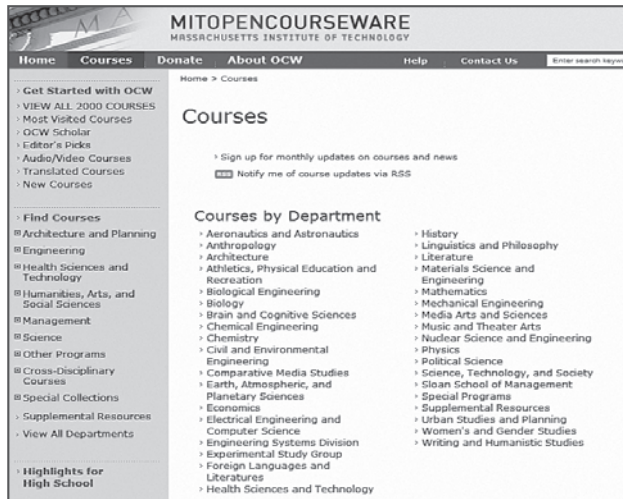 MITOPENCOURSEWARE
MASSACHUSETTS INSTITUTE OF TECHNOLOGY
Home Courses Donate About OCW Help Contact Us Enter search keyw
› Get Started with OCW
› VIEW ALL 2000 COURSES
› Most Visited Courses
› OCW Scholar
› Editor's Picks
› Audio/Video Courses
› Translated Courses
› New Courses
› Find Courses
Architecture and Planning
Engineering
Health Sciences and
Technology
Humanities, Arts, and
Social Sciences
Management
Science
Other Programs
Cross-Disciplinary
Courses
Special Collections
› Supplemental Resources
› View All Departments
› Highlights for
High School
Home > Courses
Courses
› Sign up for monthly updates on courses and news
RSS Notify me of course updates via RSS
Courses by Department
› Aeronautics and Astronautics
› Anthropology
› Architecture
› Athletics, Physical Education and
Recreation
› Biological Engineering
› Biology
› Brain and Cognitive Sciences
› Chemical Engineering
› Chemistry
› Civil and Environmental
Engineering
› Comparative Media Studies
› Earth, Atmospheric, and
Planetary Sciences
› Economics
› Electrical Engineering and
Computer Science
› Engineering Systems Division
› Experimental Study Group
› Foreign Languages and
Literatures
› Health Sciences and Technology
› History
› Linguistics and Philosophy
› Literature
› Materials Science and
Engineering
› Mathematics
› Mechanical Engineering
› Media Arts and Sciences
› Music and Theater Arts
› Nuclear Science and Engineering
› Physics
› Political Science
› Science, Technology, and Society
› Sloan School of Management
› Special Programs
› Supplemental Resources
› Urban Studies and Planning
› Women's and Gender Studies
› Writing and Humanistic Studies